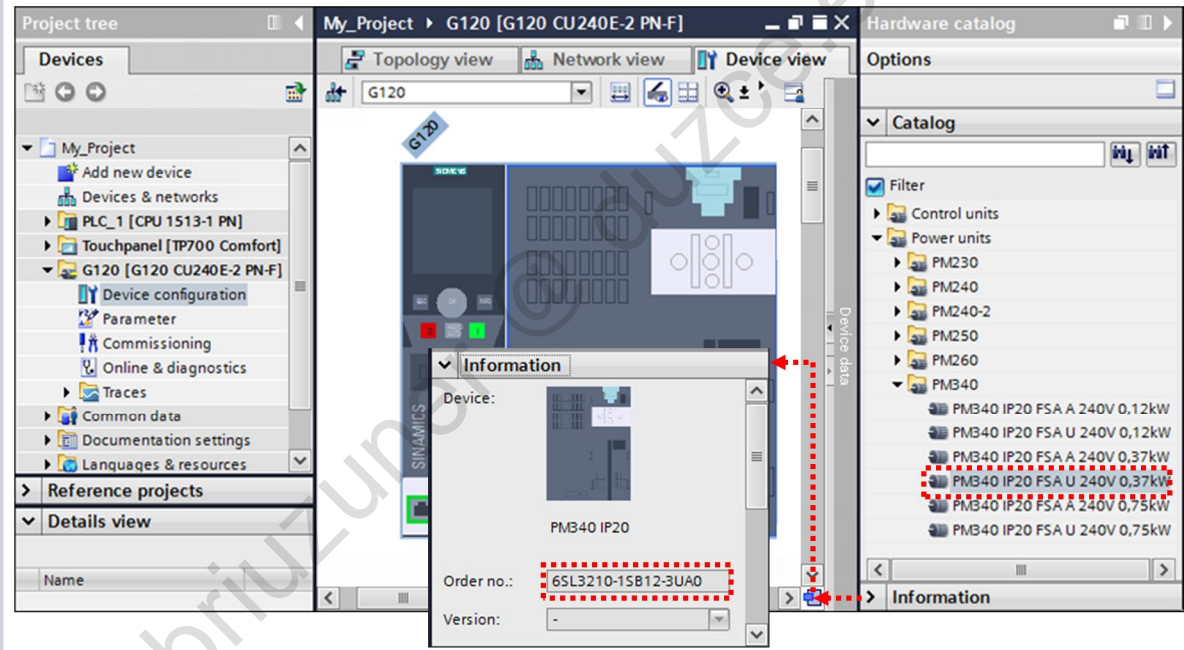 Project tree
Devices
My_Project
Add new device
Devices & networks
PLC_1 [CPU 1513-1 PN]
Touchpanel [TP700 Comfort]
G120 [G120 CU240E-2 PN-F]
Device configuration
Parameter
Commissioning
Online & diagnostics
Traces
Common data
Documentation settings
Languages & resources
Reference projects
Details view
Name
My_Project G120 [G120 CU240E-2 PN-F]
Topology view Network view Device view
G120
G120
SIEMENS
SINAMICS
Device data
Information
Device:
PM340 IP20
Order no.: 6SL3210-1SB12-3UA0
Version: -
Hardware catalog
Options
Catalog
Filter
Control units
Power units
PM230
PM240
PM240-2
PM250
PM260
PM340
PM340 IP20 FSA A 240V 0,12kW
PM340 IP20 FSA U 240V 0,12kW
PM340 IP20 FSA A 240V 0,37kW
PM340 IP20 FSA U 240V 0,37kW
PM340 IP20 FSA A 240V 0,75kW
PM340 IP20 FSA U 240V 0,75kW
Information